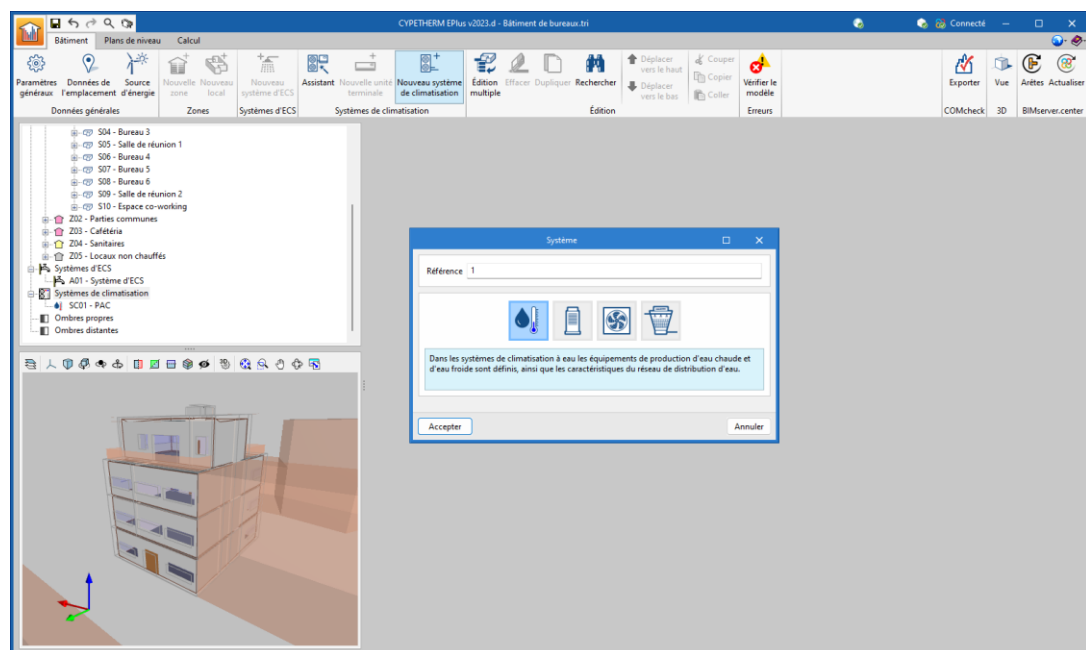 CYPETHERM EPlus v2023.d - Bâtiment de bureaux.tri
Connecté
Bâtiment Plans de niveau Calcul
Paramètres généraux
Données de l'emplacement
Source d'énergie
Nouvelle zone
Nouveau local
Nouveau système d'ECS
Assistant
Nouvelle unité terminale
Nouveau système de climatisation
Édition multiple
Effacer
Dupliquer
Rechercher
Déplacer vers le haut
Déplacer vers le bas
Couper
Copier
Coller
Vérifier le modèle
Exporter
Vue
Arêtes
Actualiser
Données générales
Zones
Systèmes d'ECS
Systèmes de climatisation
Édition
Erreurs
COMcheck
3D
BIMserver.center
S04 - Bureau 3
S05 - Salle de réunion 1
S06 - Bureau 4
S07 - Bureau 5
S08 - Bureau 6
S09 - Salle de réunion 2
S10 - Espace co-working
Z02 - Parties communes
Z03 - Cafétéria
Z04 - Sanitaires
Z05 - Locaux non chauffés
Systèmes d'ECS
A01 - Système d'ECS
Systèmes de climatisation
SC01 - PAC
Ombres propres
Ombres distantes
Système
Référence 1
Dans les systèmes de climatisation à eau les équipements de production d'eau chaude et
d'eau froide sont définis, ainsi que les caractéristiques du réseau de distribution d'eau.
Accepter
Annuler